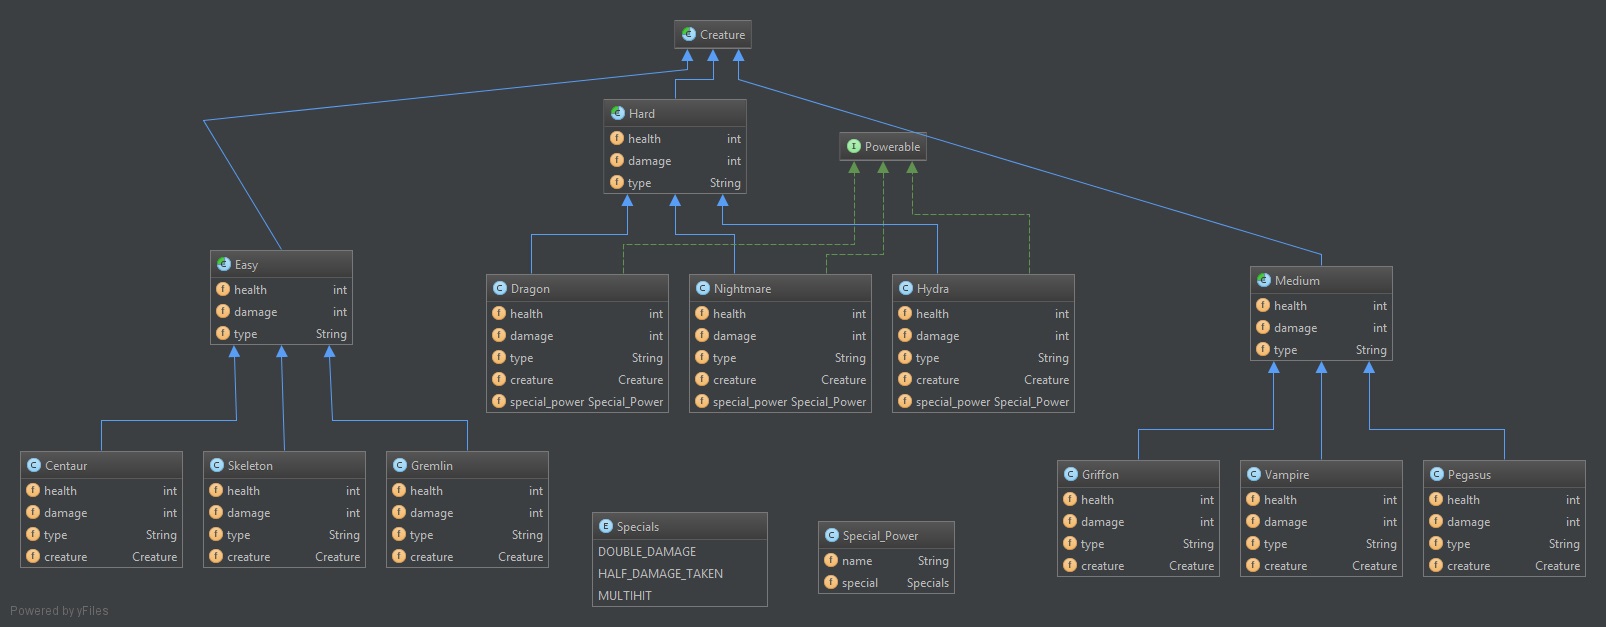 Creature
Hard
health int
damage int
type String
Powerable
Easy
health int
damage int
type String
Dragon
health int
damage int
type String
creature Creature
special_power Special_Power
Nightmare
health int
damage int
type String
creature Creature
special_power Special_Power
Hydra
health int
damage int
type String
creature Creature
special_power Special_Power
Medium
health int
damage int
type String
Centaur
health int
damage int
type String
creature Creature
Skeleton
health int
damage int
type String
creature Creature
Gremlin
health int
damage int
type String
creature Creature
Specials
DOUBLE_DAMAGE
HALF_DAMAGE_TAKEN
MULTIHIT
Special_Power
name String
special Specials
Griffon
health int
damage int
type String
creature Creature
Vampire
health int
damage int
type String
creature Creature
Pegasus
health int
damage int
type String
creature Creature
Powered by yFiles